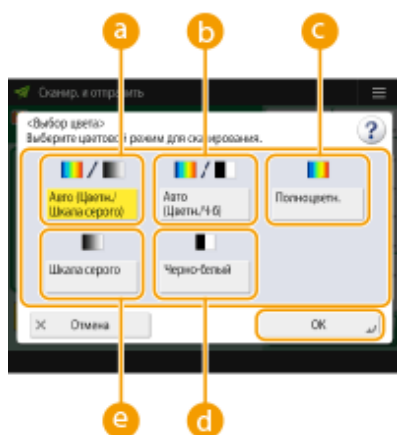 a b c
Сканир. и отправить
<Выбор цвета>
Выберите цветовой режим для сканирования.
?
Авто (Цветн./
Шкала серого)
Авто
(Цветн./Ч-б)
Полноцветн.
Шкала серого
Черно-белый
Отмена
OK
e d